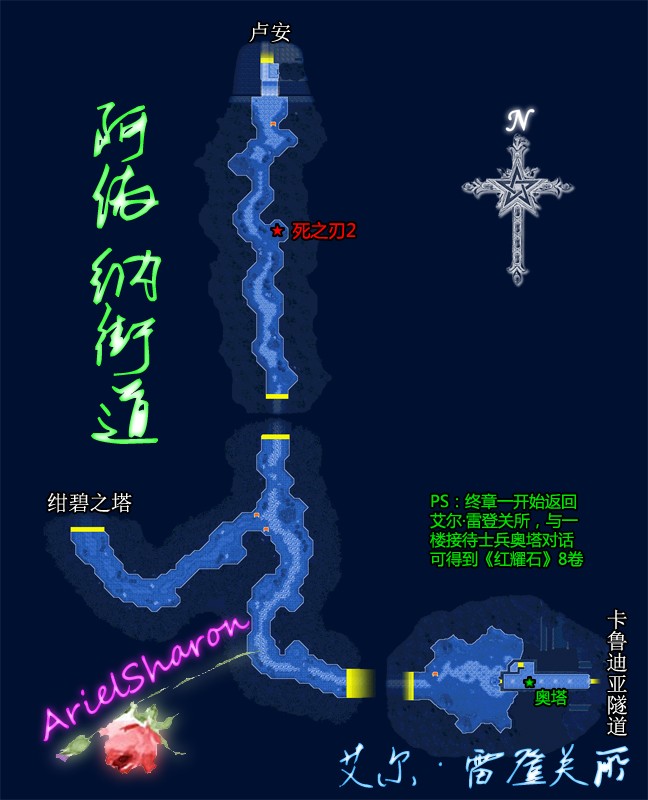 卢安
N
阿依纳街道
死之刃2
绀碧之塔
PS：终章一开始返回
艾尔·雷登关所，与一
楼接待士兵奥塔对话
可得到《红耀石》8卷
卡鲁迪亚隧道
奥塔
ArielSharon
艾尔·雷登关所